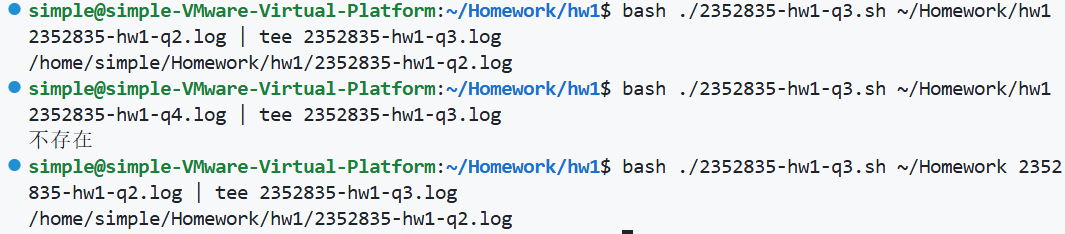 simple@simple-VMware-Virtual-Platform:~/Homework/hw1$ bash ./2352835-hw1-q3.sh ~/Homework/hw1
2352835-hw1-q2.log | tee 2352835-hw1-q3.log
/home/simple/Homework/hw1/2352835-hw1-q2.log
simple@simple-VMware-Virtual-Platform:~/Homework/hw1$ bash ./2352835-hw1-q3.sh ~/Homework/hw1
2352835-hw1-q4.log | tee 2352835-hw1-q3.log
不存在
simple@simple-VMware-Virtual-Platform:~/Homework/hw1$ bash ./2352835-hw1-q3.sh ~/Homework 2352
835-hw1-q2.log | tee 2352835-hw1-q3.log
/home/simple/Homework/hw1/2352835-hw1-q2.log